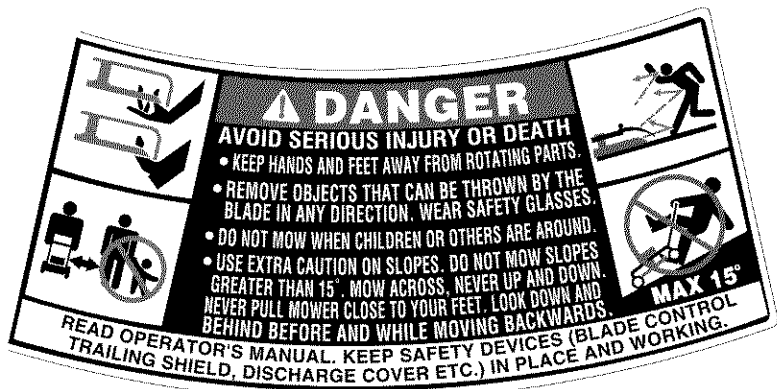 ⚠ DANGER
AVOID SERIOUS INJURY OR DEATH
• KEEP HANDS AND FEET AWAY FROM ROTATING PARTS.
• REMOVE OBJECTS THAT CAN BE THROWN BY THE
BLADE IN ANY DIRECTION. WEAR SAFETY GLASSES.
• DO NOT MOW WHEN CHILDREN OR OTHERS ARE AROUND.
• USE EXTRA CAUTION ON SLOPES. DO NOT MOW SLOPES
GREATER THAN 15°. MOW ACROSS, NEVER UP AND DOWN.
NEVER PULL MOWER CLOSE TO YOUR FEET. LOOK DOWN AND
BEHIND BEFORE AND WHILE MOVING BACKWARDS.
MAX 15°
READ OPERATOR'S MANUAL. KEEP SAFETY DEVICES (BLADE CONTROL
TRAILING SHIELD, DISCHARGE COVER ETC.) IN PLACE AND WORKING.